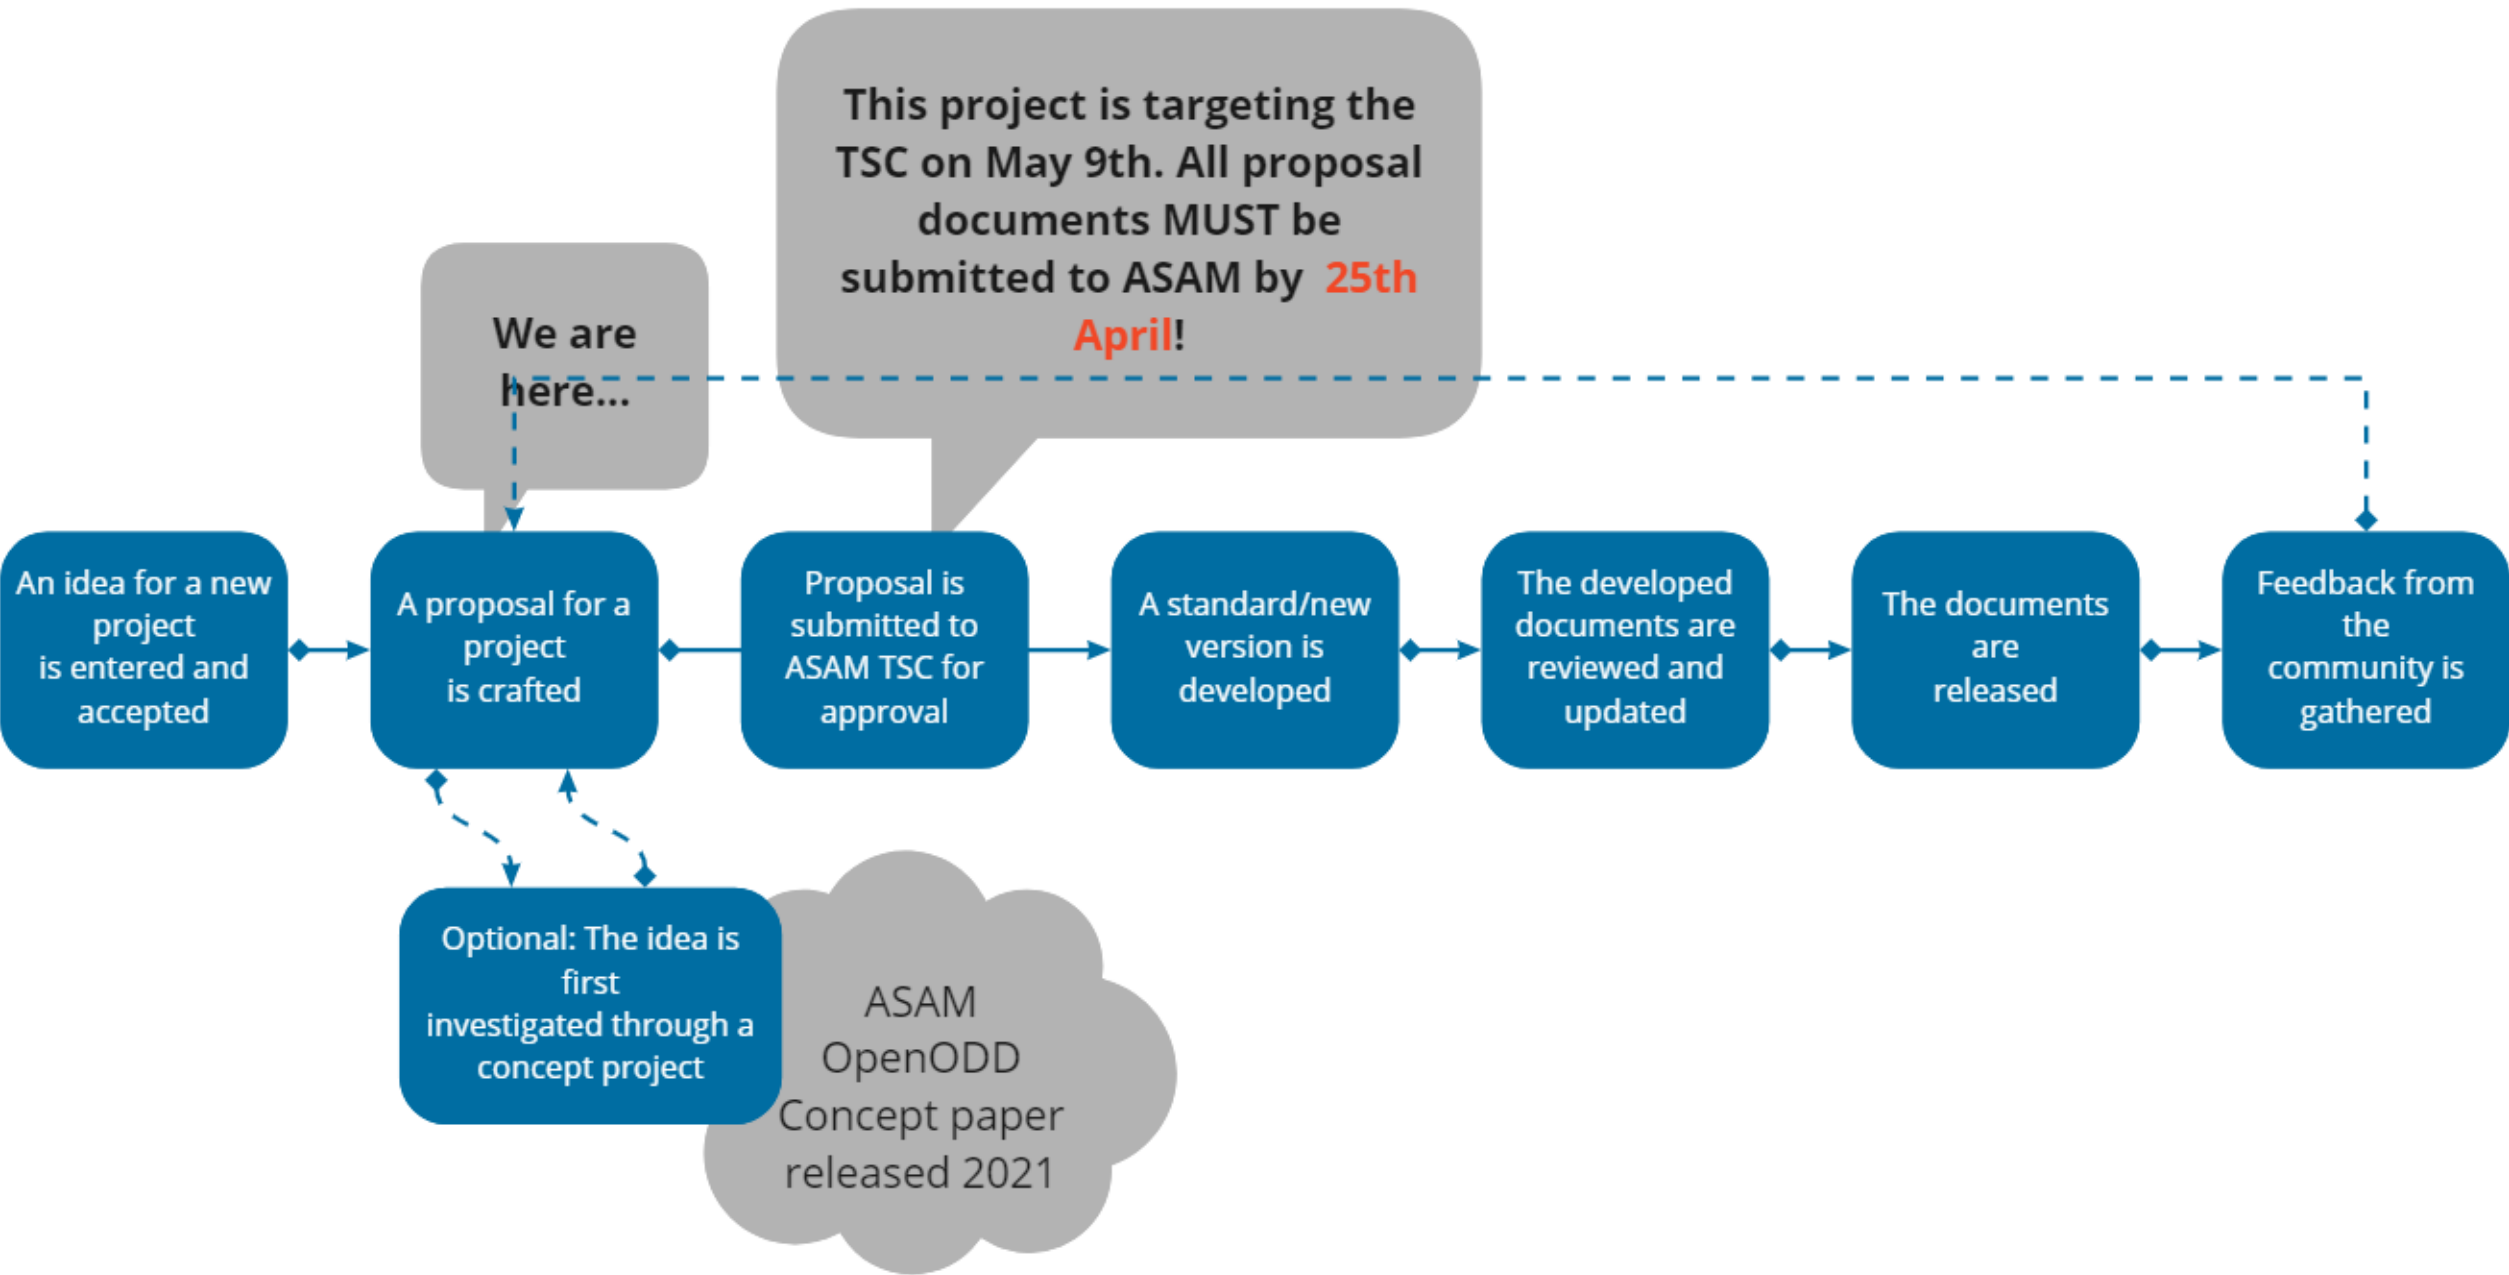 This project is targeting the
TSC on May 9th. All proposal
documents MUST be
submitted to ASAM by 25th
April!
We are
here...
An idea for a new
project
is entered and
accepted
A proposal for a
project
is crafted
Proposal is
submitted to
ASAM TSC for
approval
A standard/new
version is
developed
The developed
documents are
reviewed and
updated
The documents
are
released
Feedback from
the
community is
gathered
Optional: The idea is
first
investigated through a
concept project
ASAM
OpenODD
Concept paper
released 2021